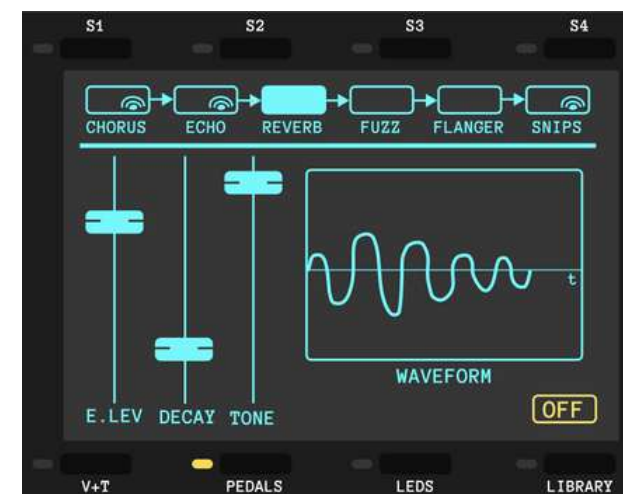 S1 S2 S3 S4
CHORUS ECHO REVERB FUZZ FLANGER SNIPS
t
WAVEFORM
E.LEV DECAY TONE
OFF
V+T PEDALS LEDS LIBRARY